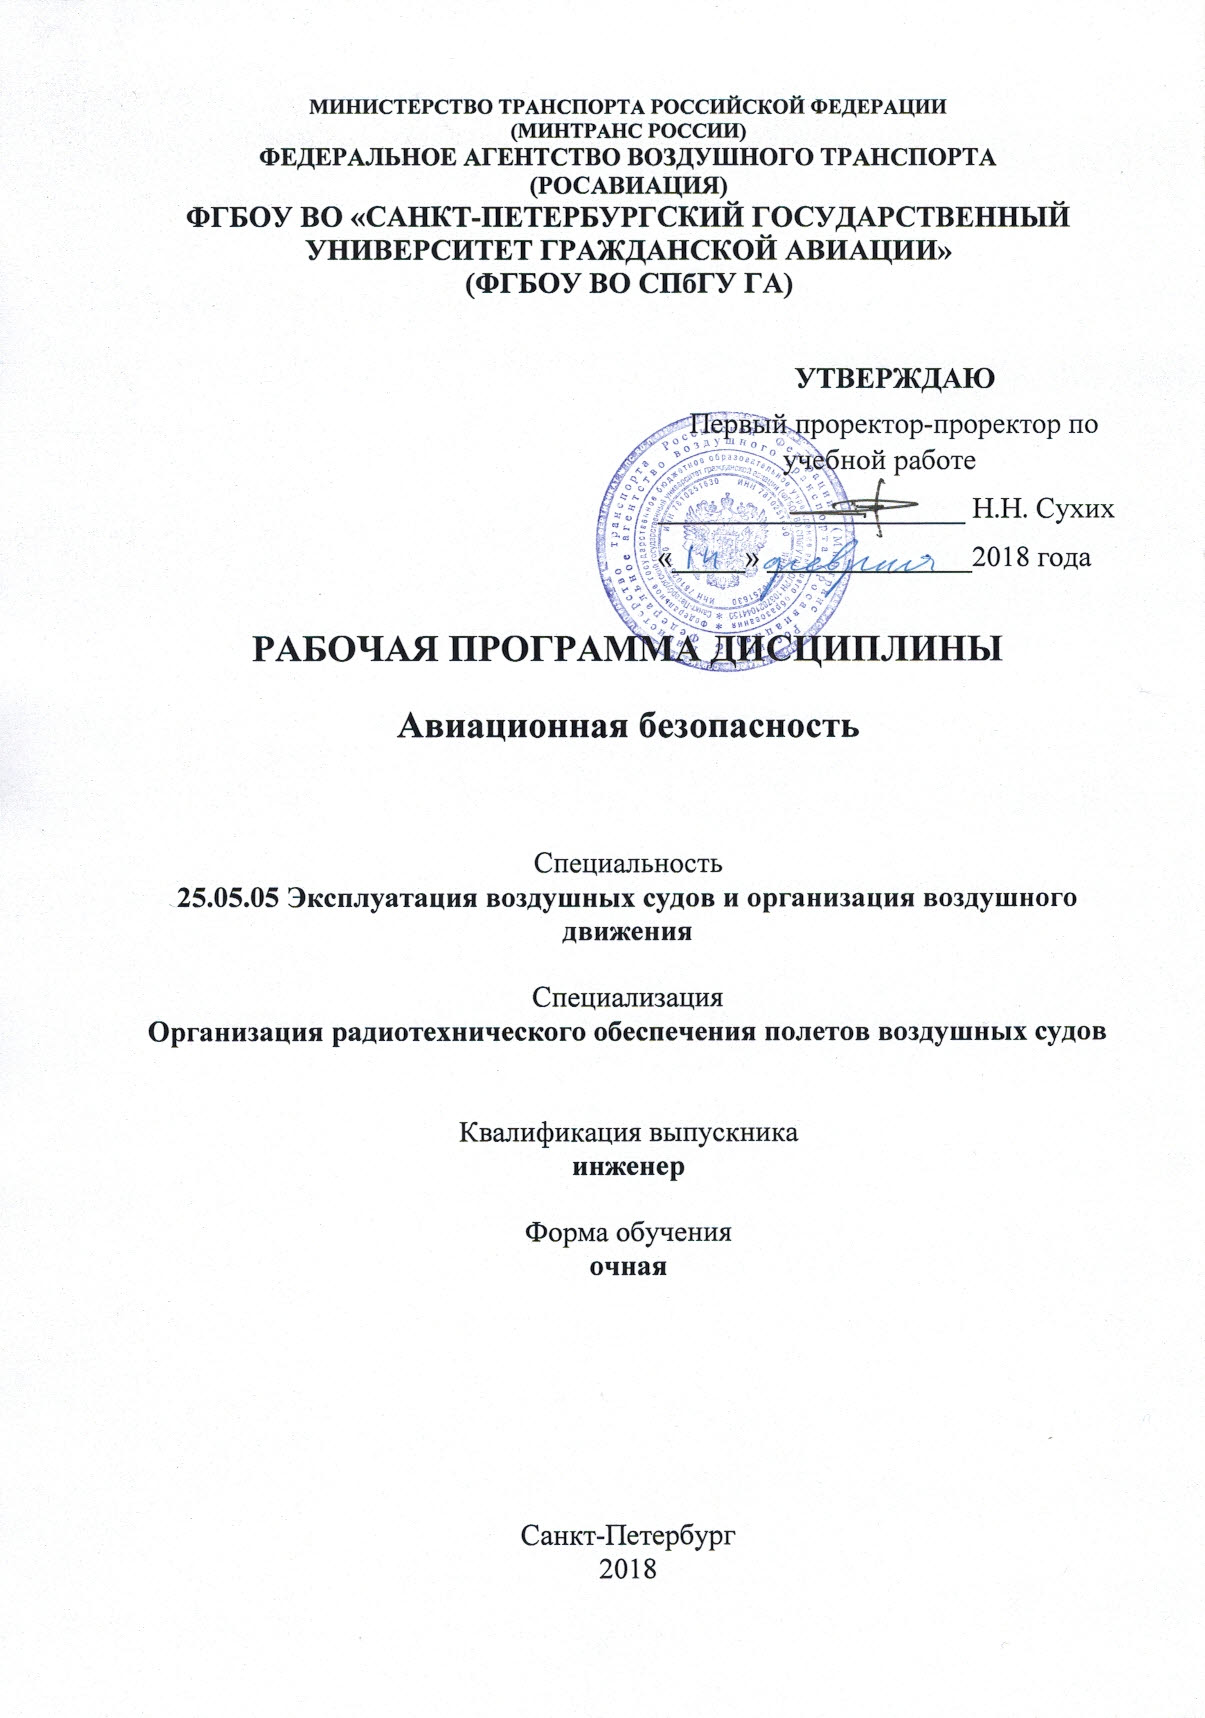 МИНИСТЕРСТВО ТРАНСПОРТА РОССИЙСКОЙ ФЕДЕРАЦИИ
(МИНТРАНС РОССИИ)
ФЕДЕРАЛЬНОЕ АГЕНТСТВО ВОЗДУШНОГО ТРАНСПОРТА
(РОСАВИАЦИЯ)
ФГБОУ ВО «САНКТ-ПЕТЕРБУРГСКИЙ ГОСУДАРСТВЕННЫЙ
УНИВЕРСИТЕТ ГРАЖДАНСКОЙ АВИАЦИИ»
(ФГБОУ ВО СПбГУ ГА)
УТВЕРЖДАЮ
Первый проректор-проректор по
учебной работе
Н.Н. Сухих
«14» февраля 2018 года
РАБОЧАЯ ПРОГРАММА ДИСЦИПЛИНЫ
Авиационная безопасность
Специальность
25.05.05 Эксплуатация воздушных судов и организация воздушного
движения
Специализация
Организация радиотехнического обеспечения полетов воздушных судов
Квалификация выпускника
инженер
Форма обучения
очная
Санкт-Петербург
2018